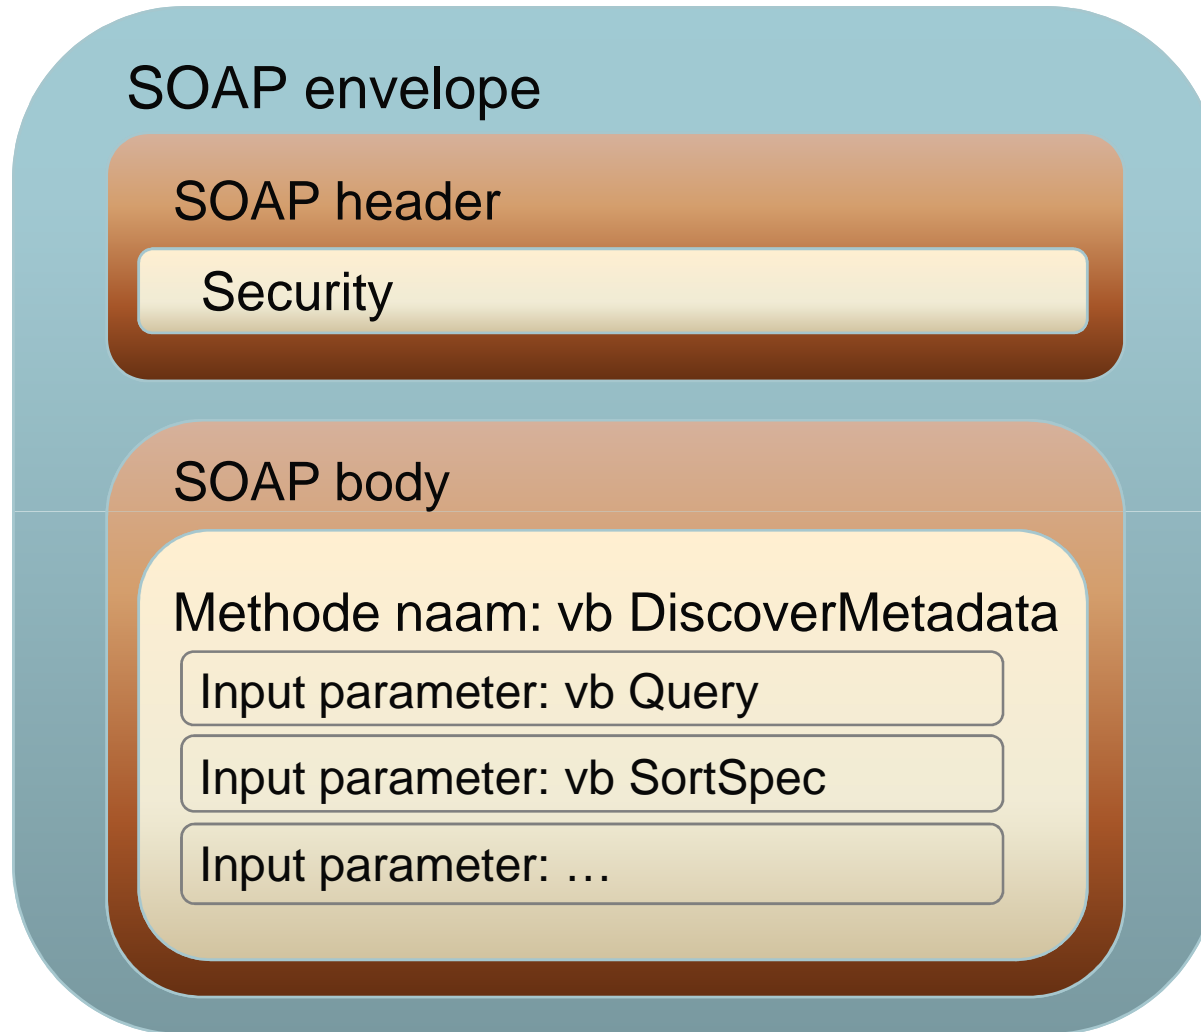 SOAP envelope
SOAP header
Security
SOAP body
Methode naam: vb DiscoverMetadata
Input parameter: vb Query
Input parameter: vb SortSpec
Input parameter: …